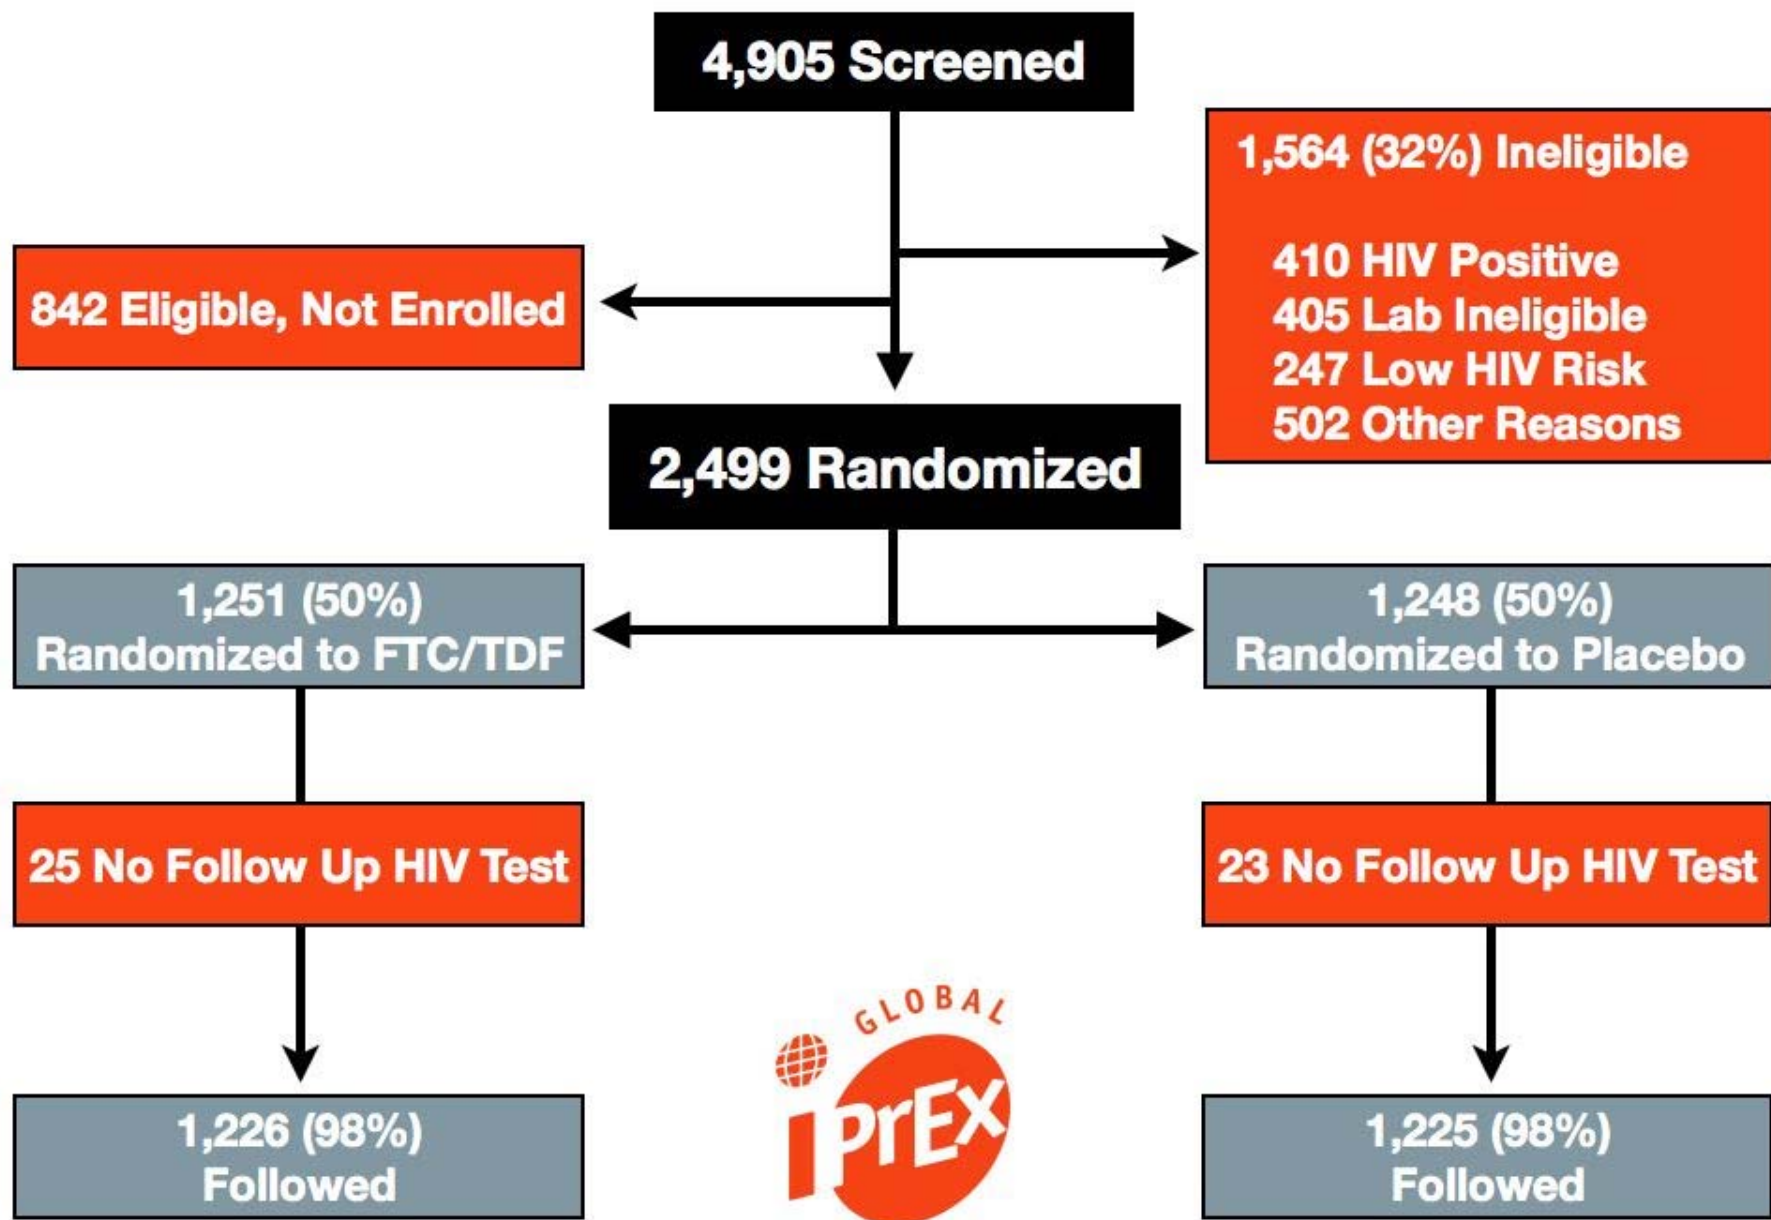 4,905 Screened
1,564 (32%) Ineligible
410 HIV Positive
405 Lab Ineligible
247 Low HIV Risk
502 Other Reasons
842 Eligible, Not Enrolled
2,499 Randomized
1,251 (50%)
Randomized to FTC/TDF
1,248 (50%)
Randomized to Placebo
25 No Follow Up HIV Test
23 No Follow Up HIV Test
1,226 (98%)
Followed
1,225 (98%)
Followed
GLOBAL
iPrEx